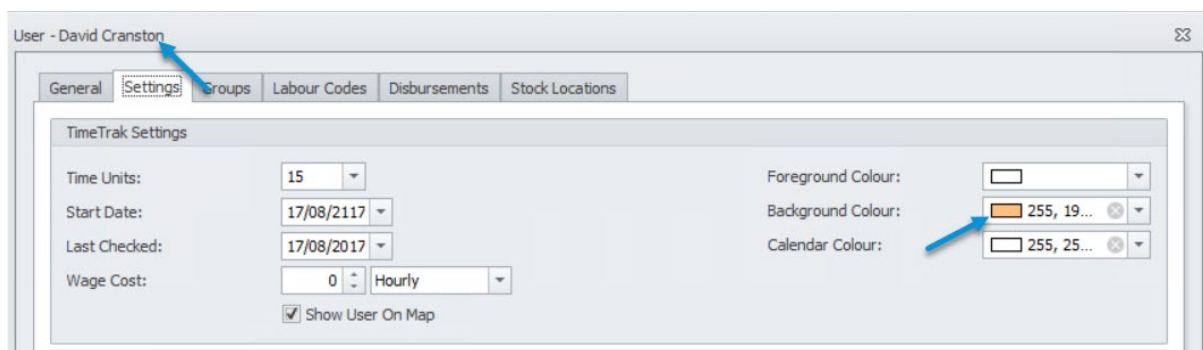 User - David Cranston
General Settings Groups Labour Codes Disbursements Stock Locations
TimeTrak Settings
Time Units: 15 Foreground Colour:
Start Date: 17/08/2117 Background Colour: 255, 19...
Last Checked: 17/08/2017 Calendar Colour: 255, 25...
Wage Cost: 0 Hourly
Show User On Map